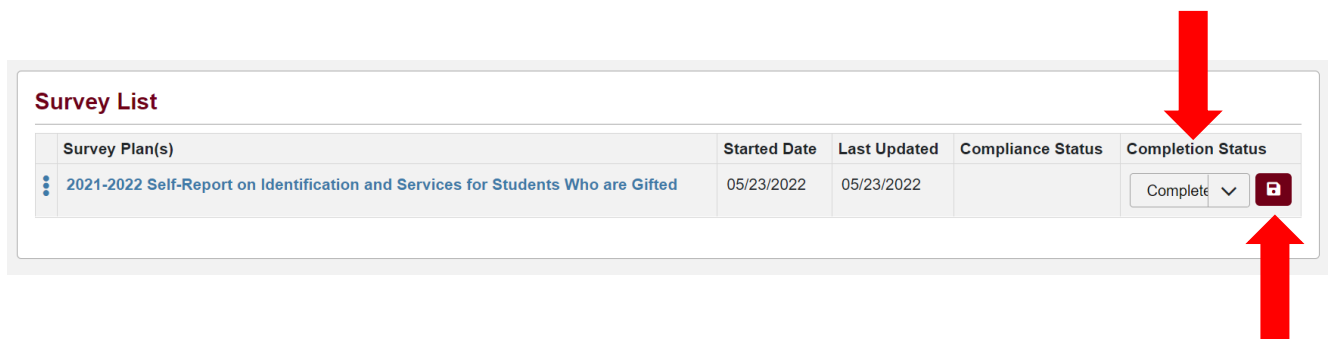 Survey List
Survey Plan(s) Started Date Last Updated Compliance Status Completion Status
2021-2022 Self-Report on Identification and Services for Students Who are Gifted 05/23/2022 05/23/2022 Complete